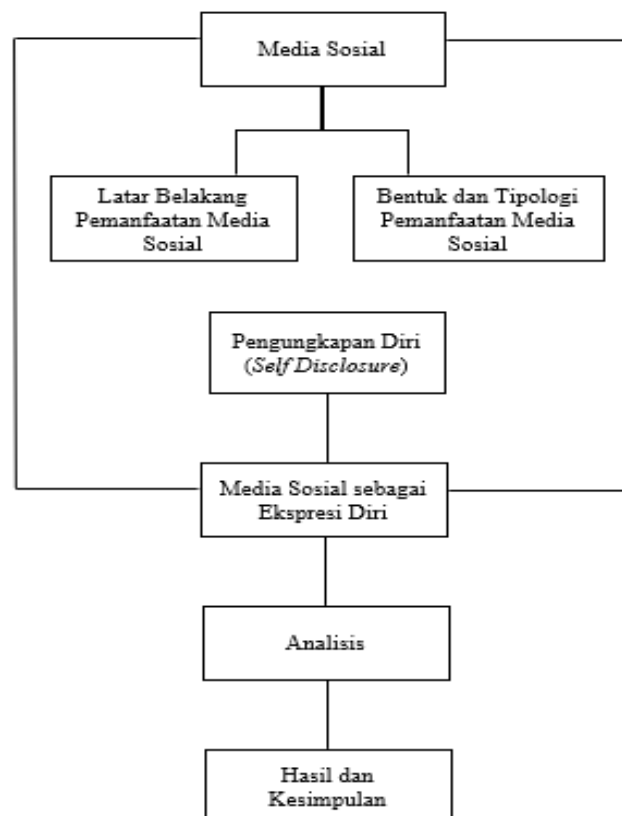 Media Sosial
Latar Belakang
Pemanfaatan Media
Sosial
Bentuk dan Tipologi
Pemanfaatan Media
Sosial
Pengungkapan Diri
(Self Disclosure)
Media Sosial sebagai
Ekspresi Diri
Analisis
Hasil dan
Kesimpulan